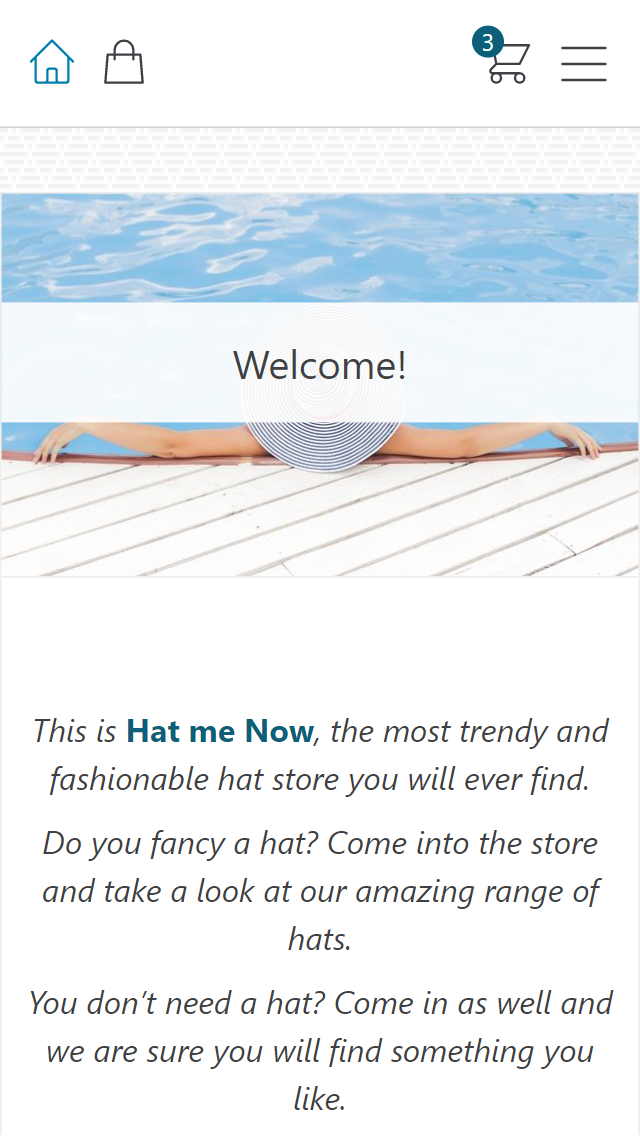 3
Welcome!
This is Hat me Now, the most trendy and
fashionable hat store you will ever find.
Do you fancy a hat? Come into the store
and take a look at our amazing range of
hats.
You don’t need a hat? Come in as well and
we are sure you will find something you
like.